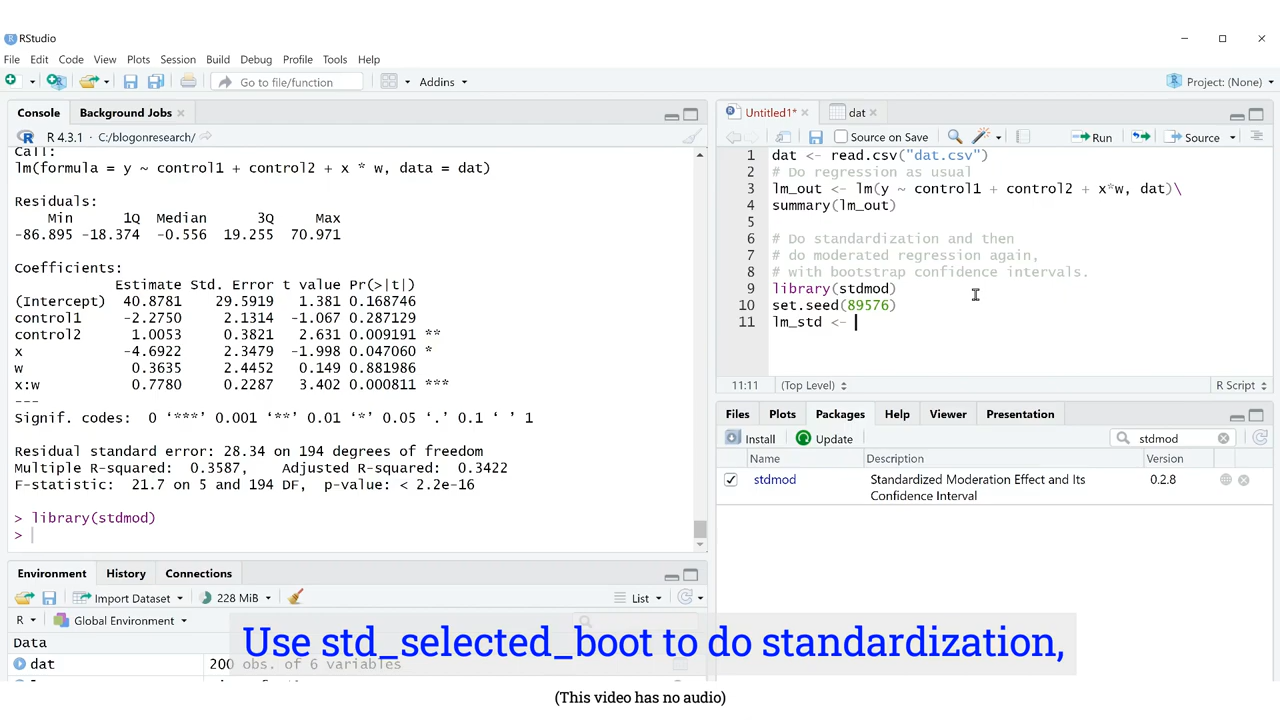 RStudio
File Edit Code View Plots Session Build Debug Profile Tools Help
Go to file/function Addins Project: (None)
Console Background Jobs
R 4.3.1 · C:/blogonresearch/
Call:
lm(formula = y ~ control1 + control2 + x * w, data = dat)
Residuals:
Min 1Q Median 3Q Max
-86.895 -18.374 -0.556 19.255 70.971
Coefficients:
Estimate Std. Error t value Pr(>|t|)
(Intercept) 40.8781 29.5919 1.381 0.168746
control1 -2.2750 2.1314 -1.067 0.287129
control2 1.0053 0.3821 2.631 0.009191 **
x -4.6922 2.3479 -1.998 0.047060 *
w 0.3635 2.4452 0.149 0.881986
x:w 0.7780 0.2287 3.402 0.000811 ***
---
Signif. codes: 0 ‘***’ 0.001 ‘**’ 0.01 ‘*’ 0.05 ‘.’ 0.1 ‘ ’ 1
Residual standard error: 28.34 on 194 degrees of freedom
Multiple R-squared: 0.3587, Adjusted R-squared: 0.3422
F-statistic: 21.7 on 5 and 194 DF, p-value: < 2.2e-16
> library(stdmod)
>
Environment History Connections
Import Dataset 228 MiB List
R Global Environment
Data
dat 200 obs. of 6 variables
Untitled1* dat
Source on Save Run Source
1 dat <- read.csv("dat.csv")
2 # Do regression as usual
3 lm_out <- lm(y ~ control1 + control2 + x*w, dat)\
4 summary(lm_out)
5
6 # Do standardization and then
7 # do moderated regression again,
8 # with bootstrap confidence intervals.
9 library(stdmod)
10 set.seed(89576)
11 lm_std <-
11:11 (Top Level) R Script
Files Plots Packages Help Viewer Presentation
Install Update stdmod
Name Description Version
stdmod Standardized Moderation Effect and Its 0.2.8
Confidence Interval
Use std_selected_boot to do standardization,
(This video has no audio)